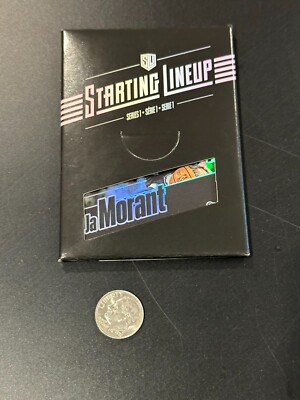 SLU
STARTING LINEUP
SERIES 1 • SÉRIE 1 • SERIE 1
Ja Morant